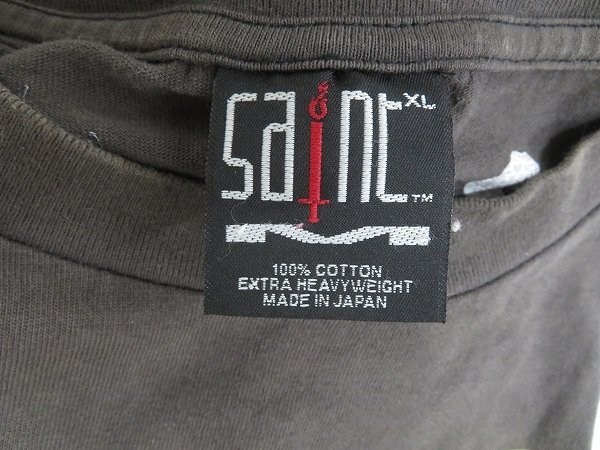 Saint XL
TM
100% COTTON
EXTRA HEAVYWEIGHT
MADE IN JAPAN